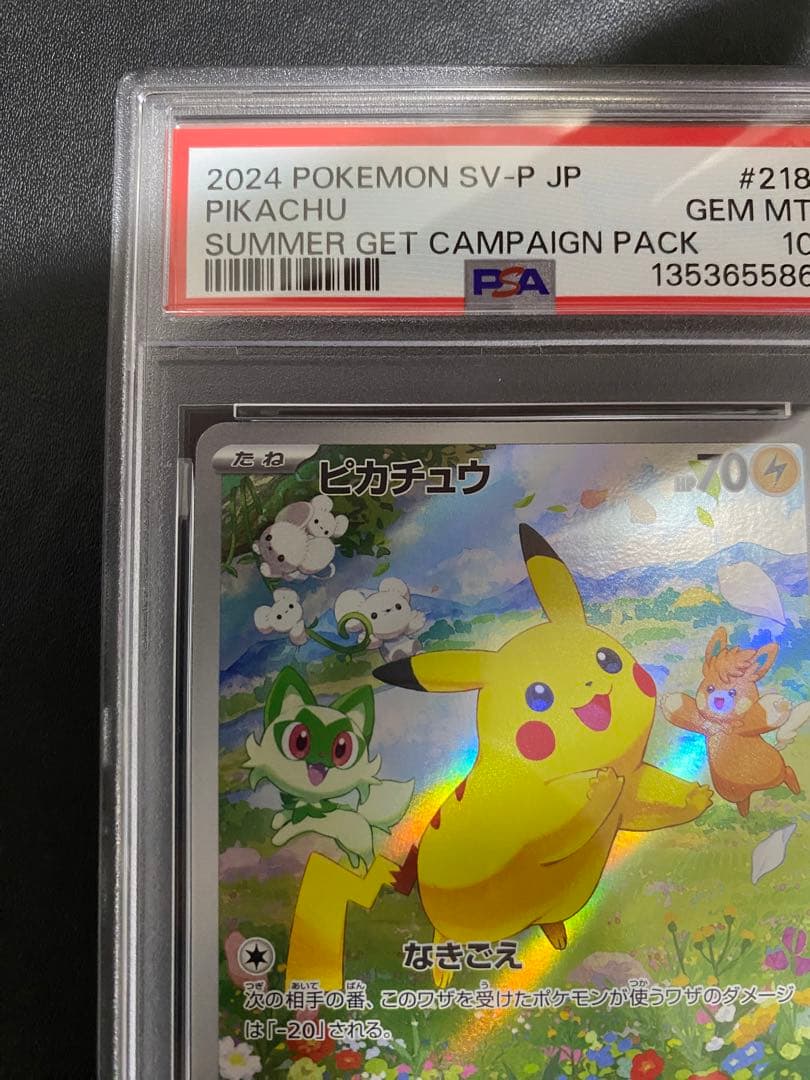 2024 POKEMON SV-P JP #218
PIKACHU GEM MT
SUMMER GET CAMPAIGN PACK 10
PSA 135365586
たね ピカチュウ HP70
なきごえ
次の相手の番、このワザを受けたポケモンが使うワザのダメージ
は「-20」される。